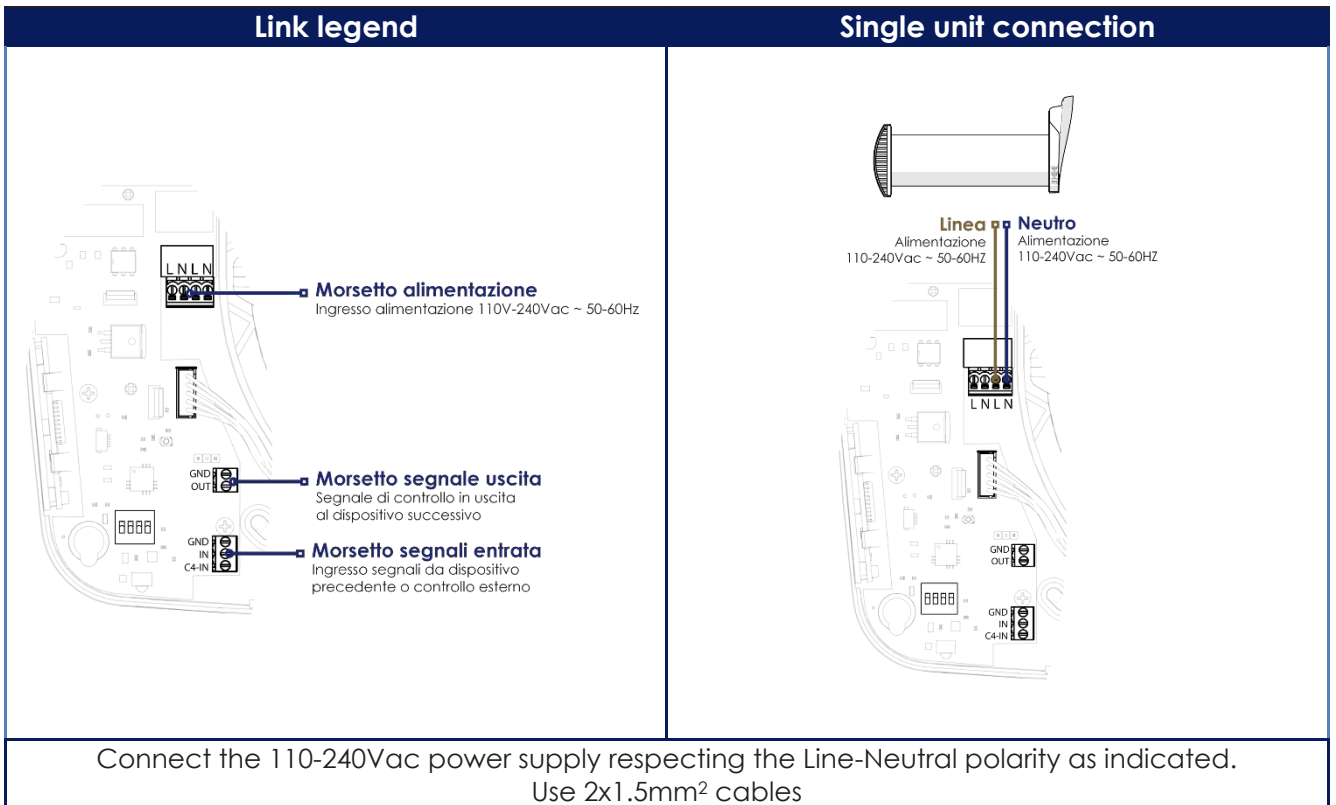 Link legend
Single unit connection
L N L N
Morsetto alimentazione
Ingresso alimentazione 110V-240Vac ~ 50-60Hz
GND
OUT
Morsetto segnale uscita
Segnale di controllo in uscita
al dispositivo successivo
GND
IN
C4-IN
Morsetto segnali entrata
Ingresso segnali da dispositivo
precedente o controllo esterno
Linea
Alimentazione
110-240Vac ~ 50-60HZ
Neutro
Alimentazione
110-240Vac ~ 50-60HZ
L N L N
GND
OUT
GND
IN
C4-IN
Connect the 110-240Vac power supply respecting the Line-Neutral polarity as indicated.
Use 2x1.5mm² cables